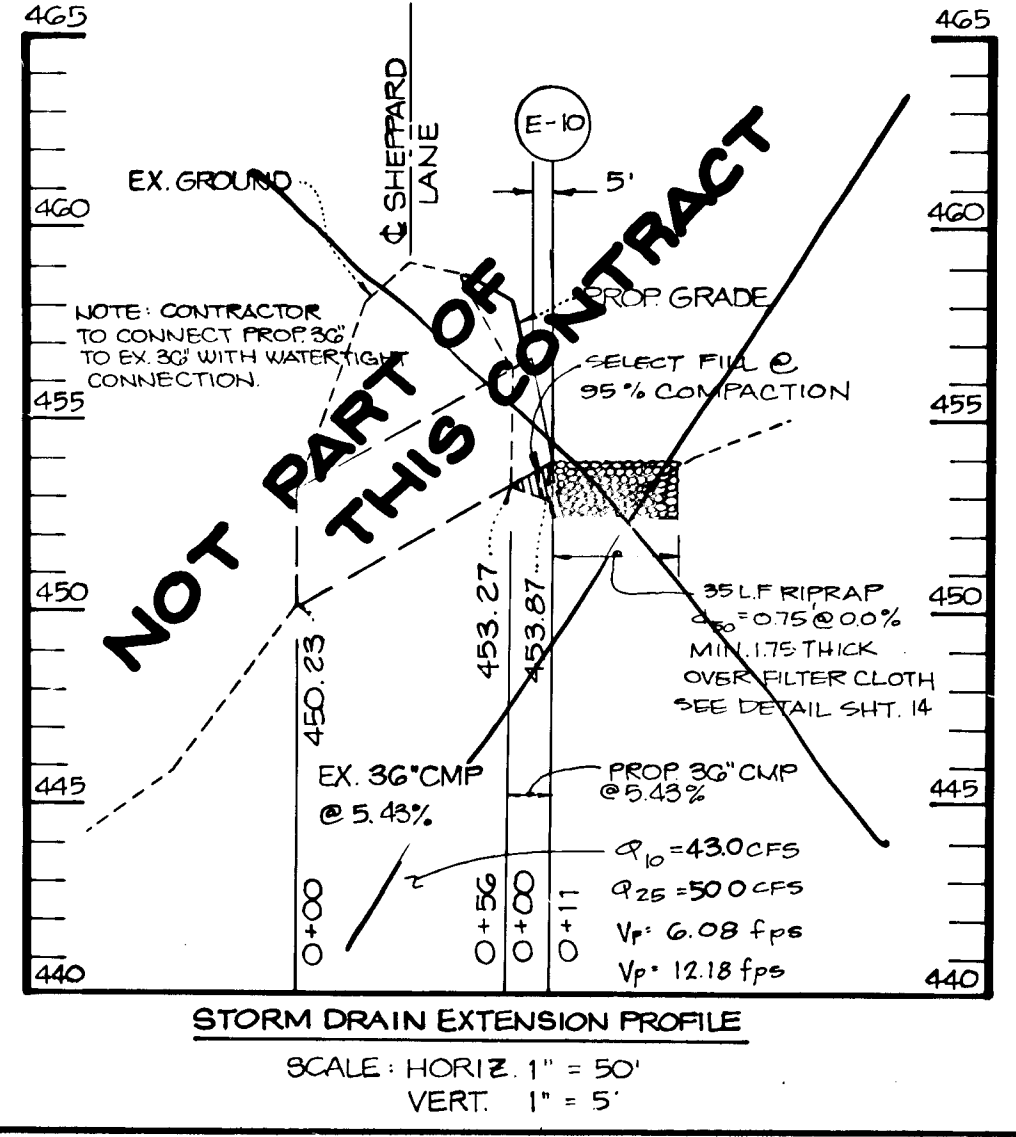 465
465
℄ SHEPPARD
LANE
E-10
EX. GROUND
5'
460
460
NOTE: CONTRACTOR
TO CONNECT PROP. 36"
TO EX. 36" WITH WATERTIGHT
CONNECTION.
PROP. GRADE
SELECT FILL @
95% COMPACTION
455
455
NOT PART OF
THIS CONTRACT
450
450
450.23
453.27
453.87
35 L.F RIPRAP
d50 = 0.75 @ 0.0%
MIN. 1.75 THICK
OVER FILTER CLOTH
SEE DETAIL SHT. 14
EX. 36" CMP
@ 5.43%
PROP. 36" CMP
@ 5.43%
445
445
Q10 = 43.0 CFS
Q25 = 50 0 CFS
VF= 6.08 fps
Vp= 12.18 fps
0+00
0+56
0+00
0+11
440
440
STORM DRAIN EXTENSION PROFILE
SCALE: HORIZ. 1" = 50'
VERT. 1" = 5'